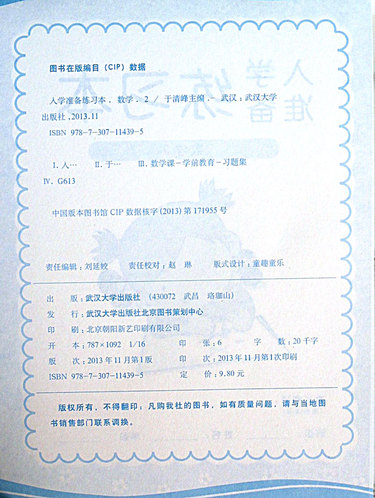 图书在版编目（CIP）数据
入学准备练习本．数学．2／于清峰主编．－武汉：武汉大学
出版社，2013.11
ISBN 978-7-307-11439-5
Ⅰ.入… Ⅱ.于… Ⅲ.数学课－学前教育－习题集
Ⅳ.G613
中国版本图书馆CIP数据核字(2013)第171955号
责任编辑：刘延姣 责任校对：赵 琳 版式设计：童趣童乐
出 版：武汉大学出版社 (430072 武昌 珞珈山)
发 行：武汉大学出版社北京图书策划中心
印 刷：北京朝阳新艺印刷有限公司
开 本：787×1092 1/16 印 张：6 字 数：20千字
版 次：2013年11月第1版 印 次：2013年11月第1次印刷
ISBN 978-7-307-11439-5 定 价：9.80元
版权所有，不得翻印；凡购我社的图书，如有质量问题，请与当地图
书销售部门联系调换。